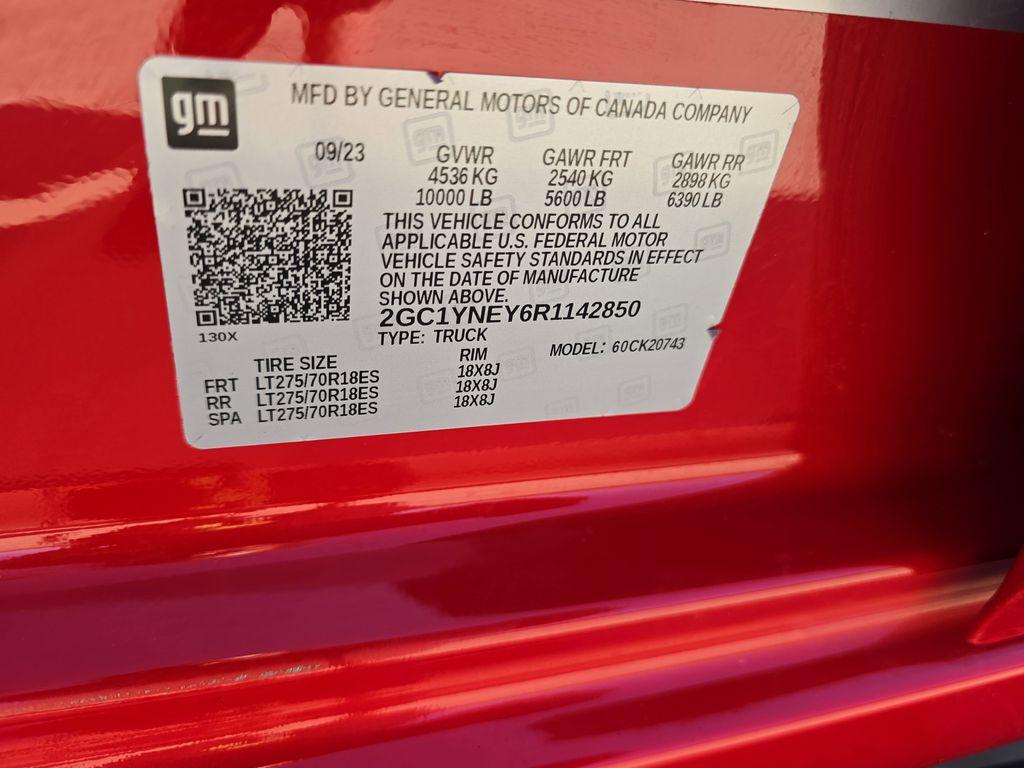 gm
MFD BY GENERAL MOTORS OF CANADA COMPANY
09/23 GVWR GAWR FRT GAWR RR
4536 KG 2540 KG 2898 KG
10000 LB 5600 LB 6390 LB
THIS VEHICLE CONFORMS TO ALL
APPLICABLE U.S. FEDERAL MOTOR
VEHICLE SAFETY STANDARDS IN EFFECT
ON THE DATE OF MANUFACTURE
SHOWN ABOVE.
2GC1YNEY6R1142850
130X
TYPE: TRUCK
MODEL: 60CK20743
TIRE SIZE RIM
FRT LT275/70R18ES 18X8J
RR LT275/70R18ES 18X8J
SPA LT275/70R18ES 18X8J